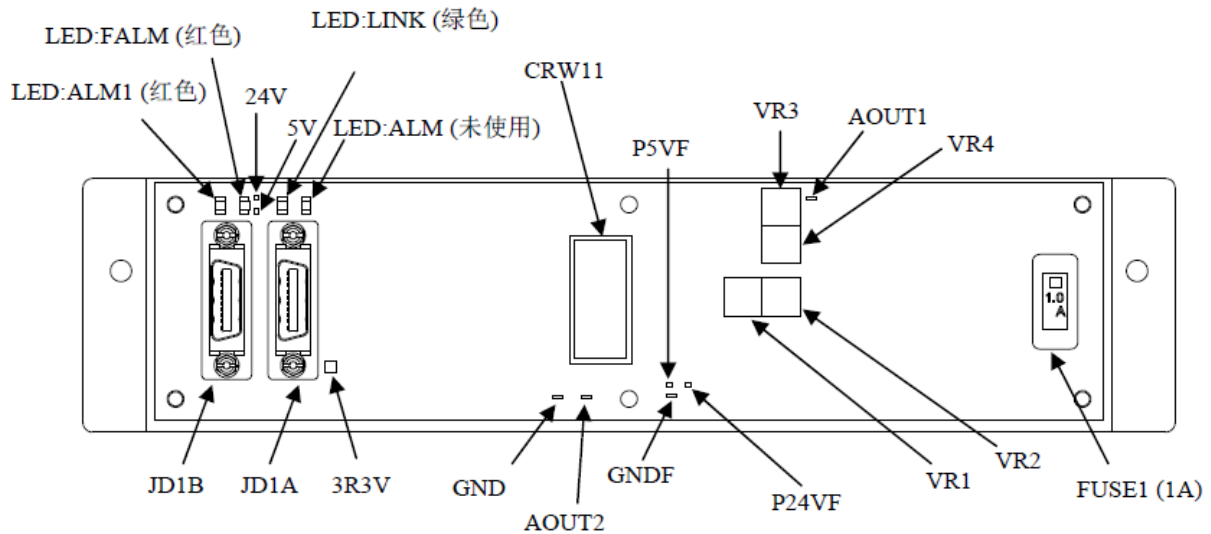 LED:LINK (绿色)
LED:FALM (红色)
LED:ALM1 (红色)
24V
5V
LED:ALM (未使用)
CRW11
P5VF
VR3
AOUT1
VR4
1.0
A
JD1B
JD1A
3R3V
GND
AOUT2
GNDF
P24VF
VR1
VR2
FUSE1 (1A)